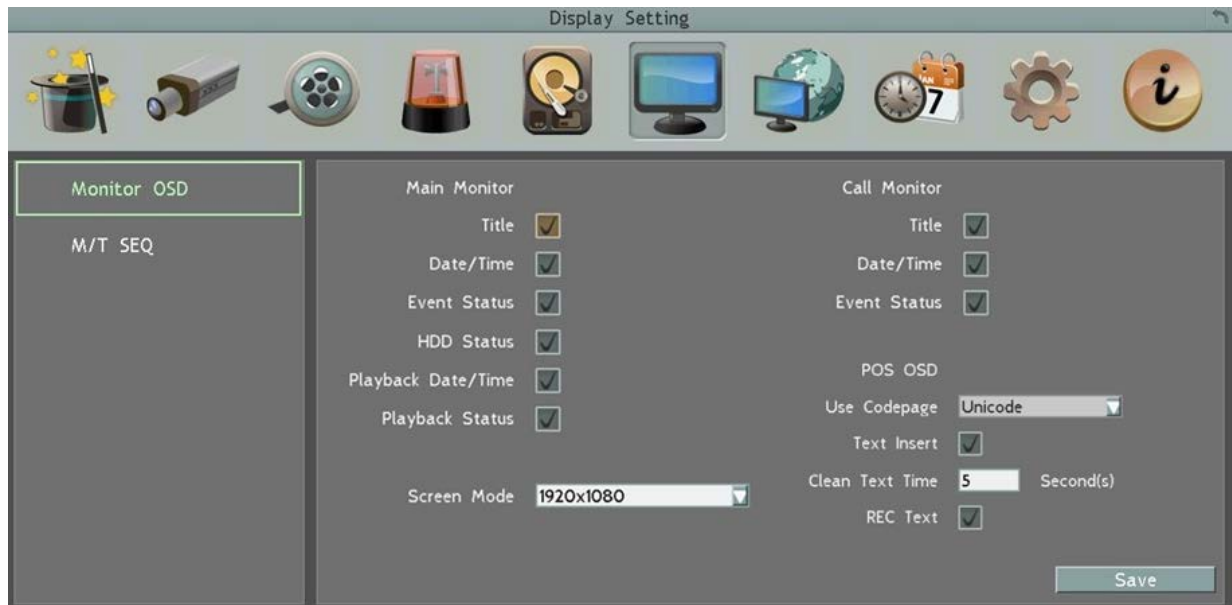 Display Setting
JAN
7
i
Monitor OSD
M/T SEQ
Main Monitor
Title
Date/Time
Event Status
HDD Status
Playback Date/Time
Playback Status
Screen Mode 1920x1080
Call Monitor
Title
Date/Time
Event Status
POS OSD
Use Codepage Unicode
Text Insert
Clean Text Time 5 Second(s)
REC Text
Save